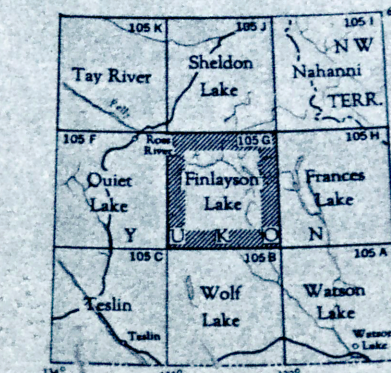 105 K
105 J
105 I
N W
Tay River
Sheldon
Lake
Nahanni
TERR.
Pelly
105 F
Ross
River
105 G
105 H
Quiet
Lake
Finlayson
Lake
Frances
Lake
Y U K O N
105 C
105 B
105 A
Teslin
Wolf
Lake
Watson
Lake
Teslin
Watson
Lake